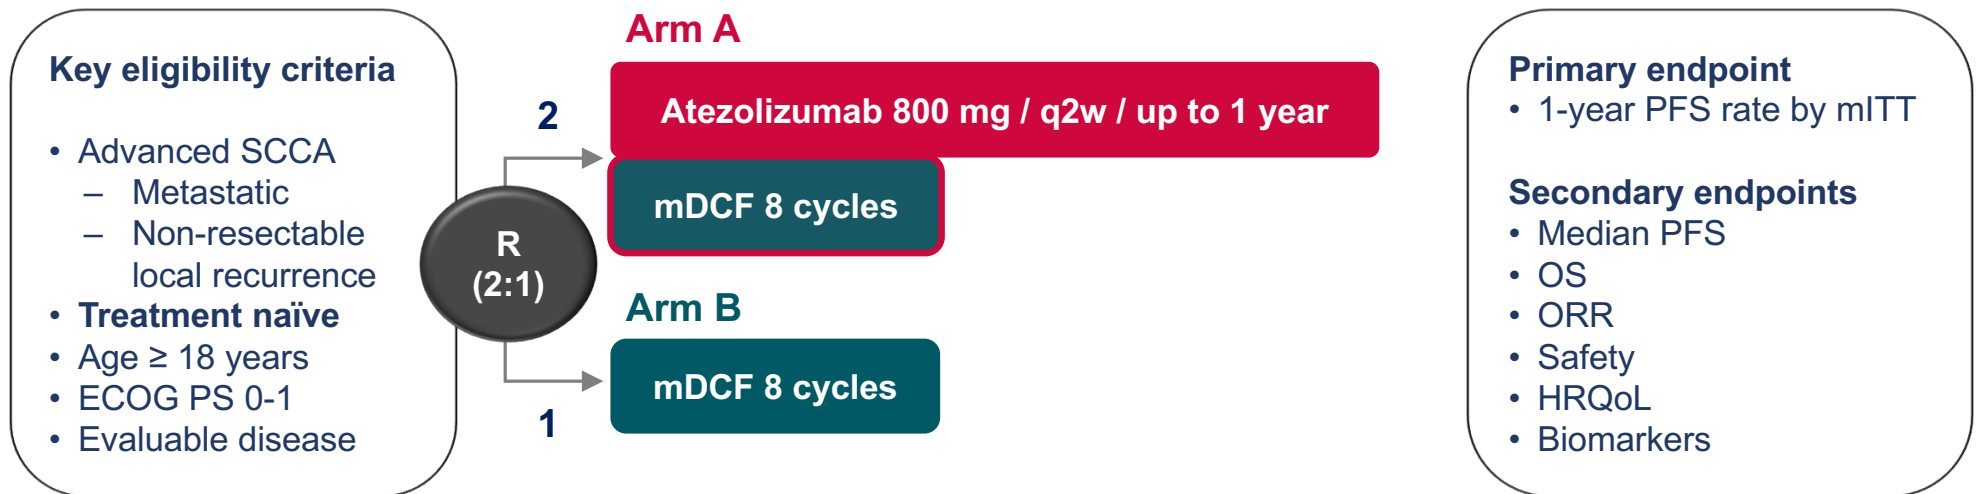 Key eligibility criteria
• Advanced SCCA
– Metastatic
– Non-resectable
local recurrence
• Treatment naïve
• Age ≥ 18 years
• ECOG PS 0-1
• Evaluable disease
R
(2:1)
2
1
Arm A
Atezolizumab 800 mg / q2w / up to 1 year
mDCF 8 cycles
Arm B
mDCF 8 cycles
Primary endpoint
• 1-year PFS rate by mITT
Secondary endpoints
• Median PFS
• OS
• ORR
• Safety
• HRQoL
• Biomarkers